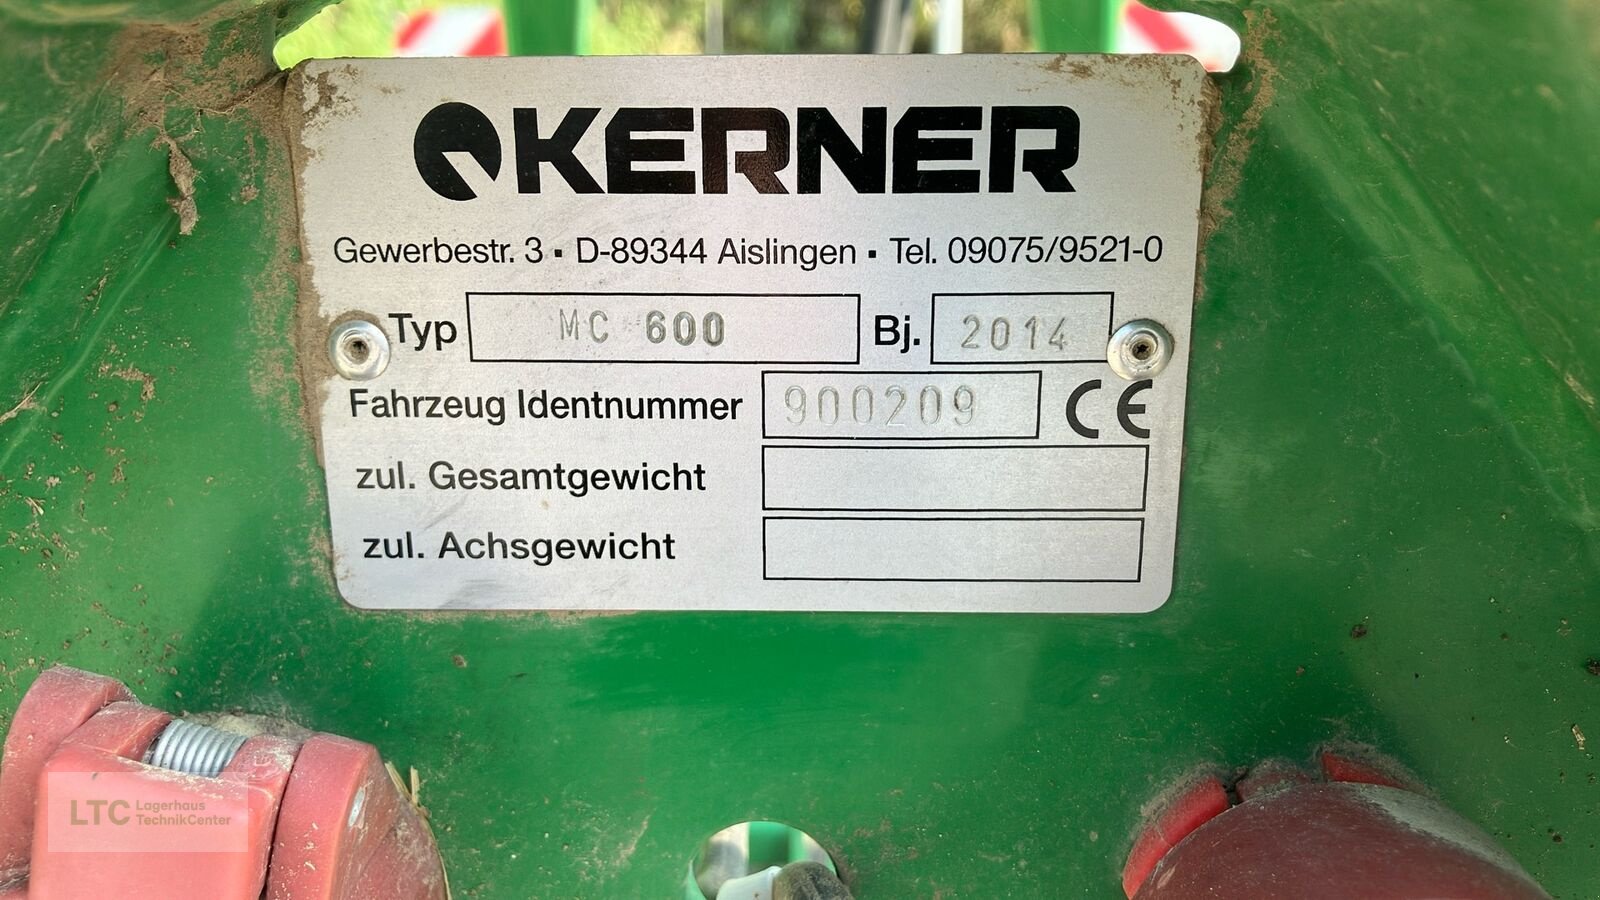 KERNER
Gewerbestr. 3 ▪ D-89344 Aislingen ▪ Tel. 09075/9521-0
Typ MC 600 Bj. 2014
Fahrzeug Identnummer 900209 CE
zul. Gesamtgewicht
zul. Achsgewicht
LTC Lagerhaus
TechnikCenter